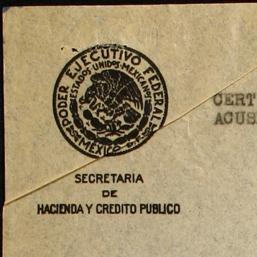 PODER EJECUTIVO FEDERAL
ESTADOS UNIDOS MEXICANOS
MEXICO
CERT
ACUS
SECRETARIA
DE
HACIENDA Y CREDITO PUBLICO